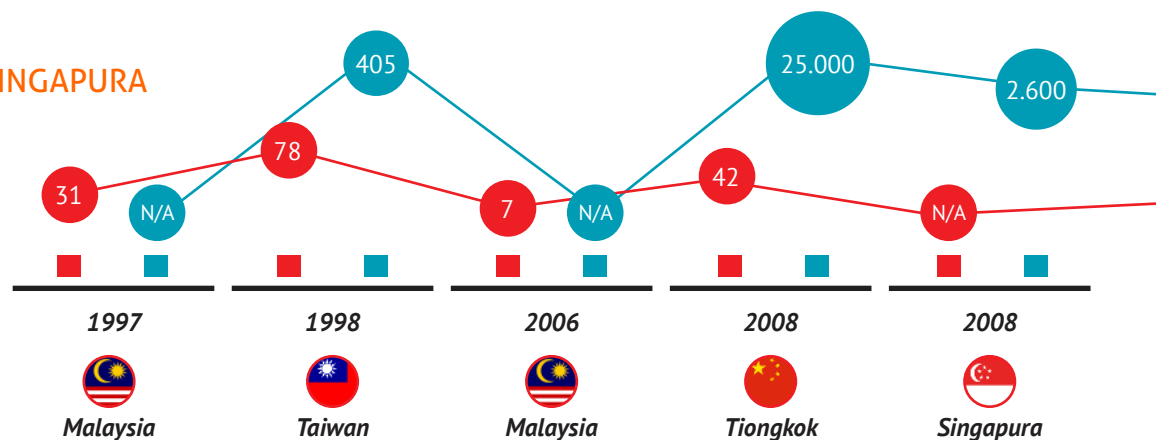 INGAPURA
405
25.000
2.600
78
31
42
7
N/A
N/A
N/A
1997
1998
2006
2008
2008
Malaysia
Taiwan
Malaysia
Tiongkok
Singapura